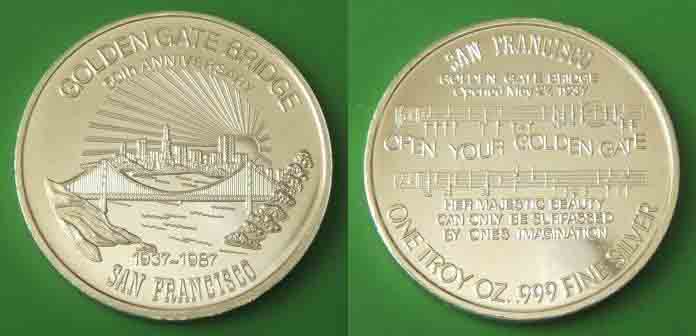 GOLDEN GATE BRIDGE
50th ANNIVERSARY
1937-1987
SAN FRANCISCO
SAN FRANCISCO
GOLDEN GATE BRIDGE
Opened May 27, 1937
OPEN YOUR GOLDEN GATE
HER MAJESTIC BEAUTY
CAN ONLY BE SURPASSED
BY ONES IMAGINATION
ONE TROY OZ. .999 FINE SILVER